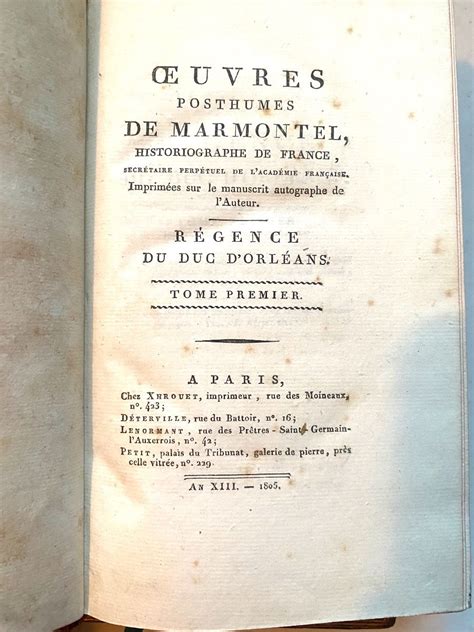 ŒUVRES
POSTHUMES
DE MARMONTEL,
HISTORIOGRAPHE DE FRANCE,
SECRÉTAIRE PERPÉTUEL DE L'ACADÉMIE FRANÇAISE.
Imprimées sur le manuscrit autographe de
l'Auteur.
RÉGENCE
DU DUC D'ORLÉANS.
TOME PREMIER.
A PARIS,
Chez XHROUET, imprimeur, rue des Moineaux,
n°. 423;
DÉTERVILLE, rue du Battoir, n°. 16;
LENORMANT, rue des Prêtres-Saint-Germain-
l'Auxerrois, n°. 42;
PETIT, palais du Tribunat, galerie de pierre, près
celle vitrée, n°. 229.
AN XIII. — 1805.